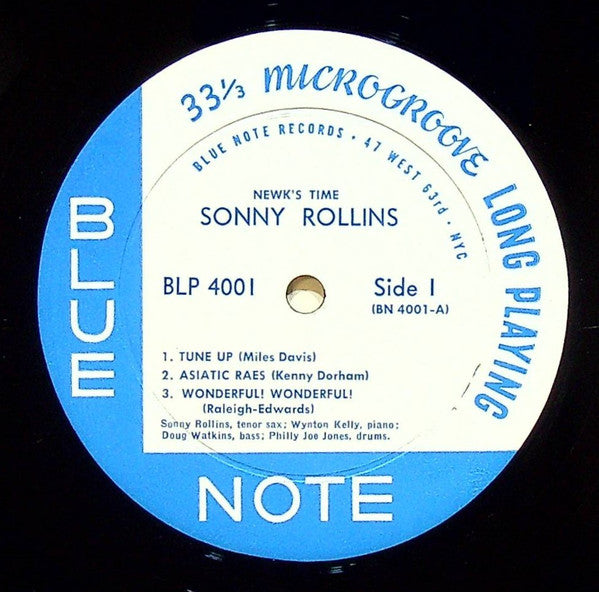 33⅓ MICROGROOVE LONG PLAYING
BLUE NOTE RECORDS • 47 WEST 63rd • NYC
NEWK'S TIME
SONNY ROLLINS
BLP 4001
Side 1
(BN 4001-A)
1. TUNE UP (Miles Davis)
2. ASIATIC RAES (Kenny Dorham)
3. WONDERFUL! WONDERFUL!
(Raleigh-Edwards)
Sonny Rollins, tenor sax; Wynton Kelly, piano;
Doug Watkins, bass; Philly Joe Jones, drums.
BLUE
NOTE